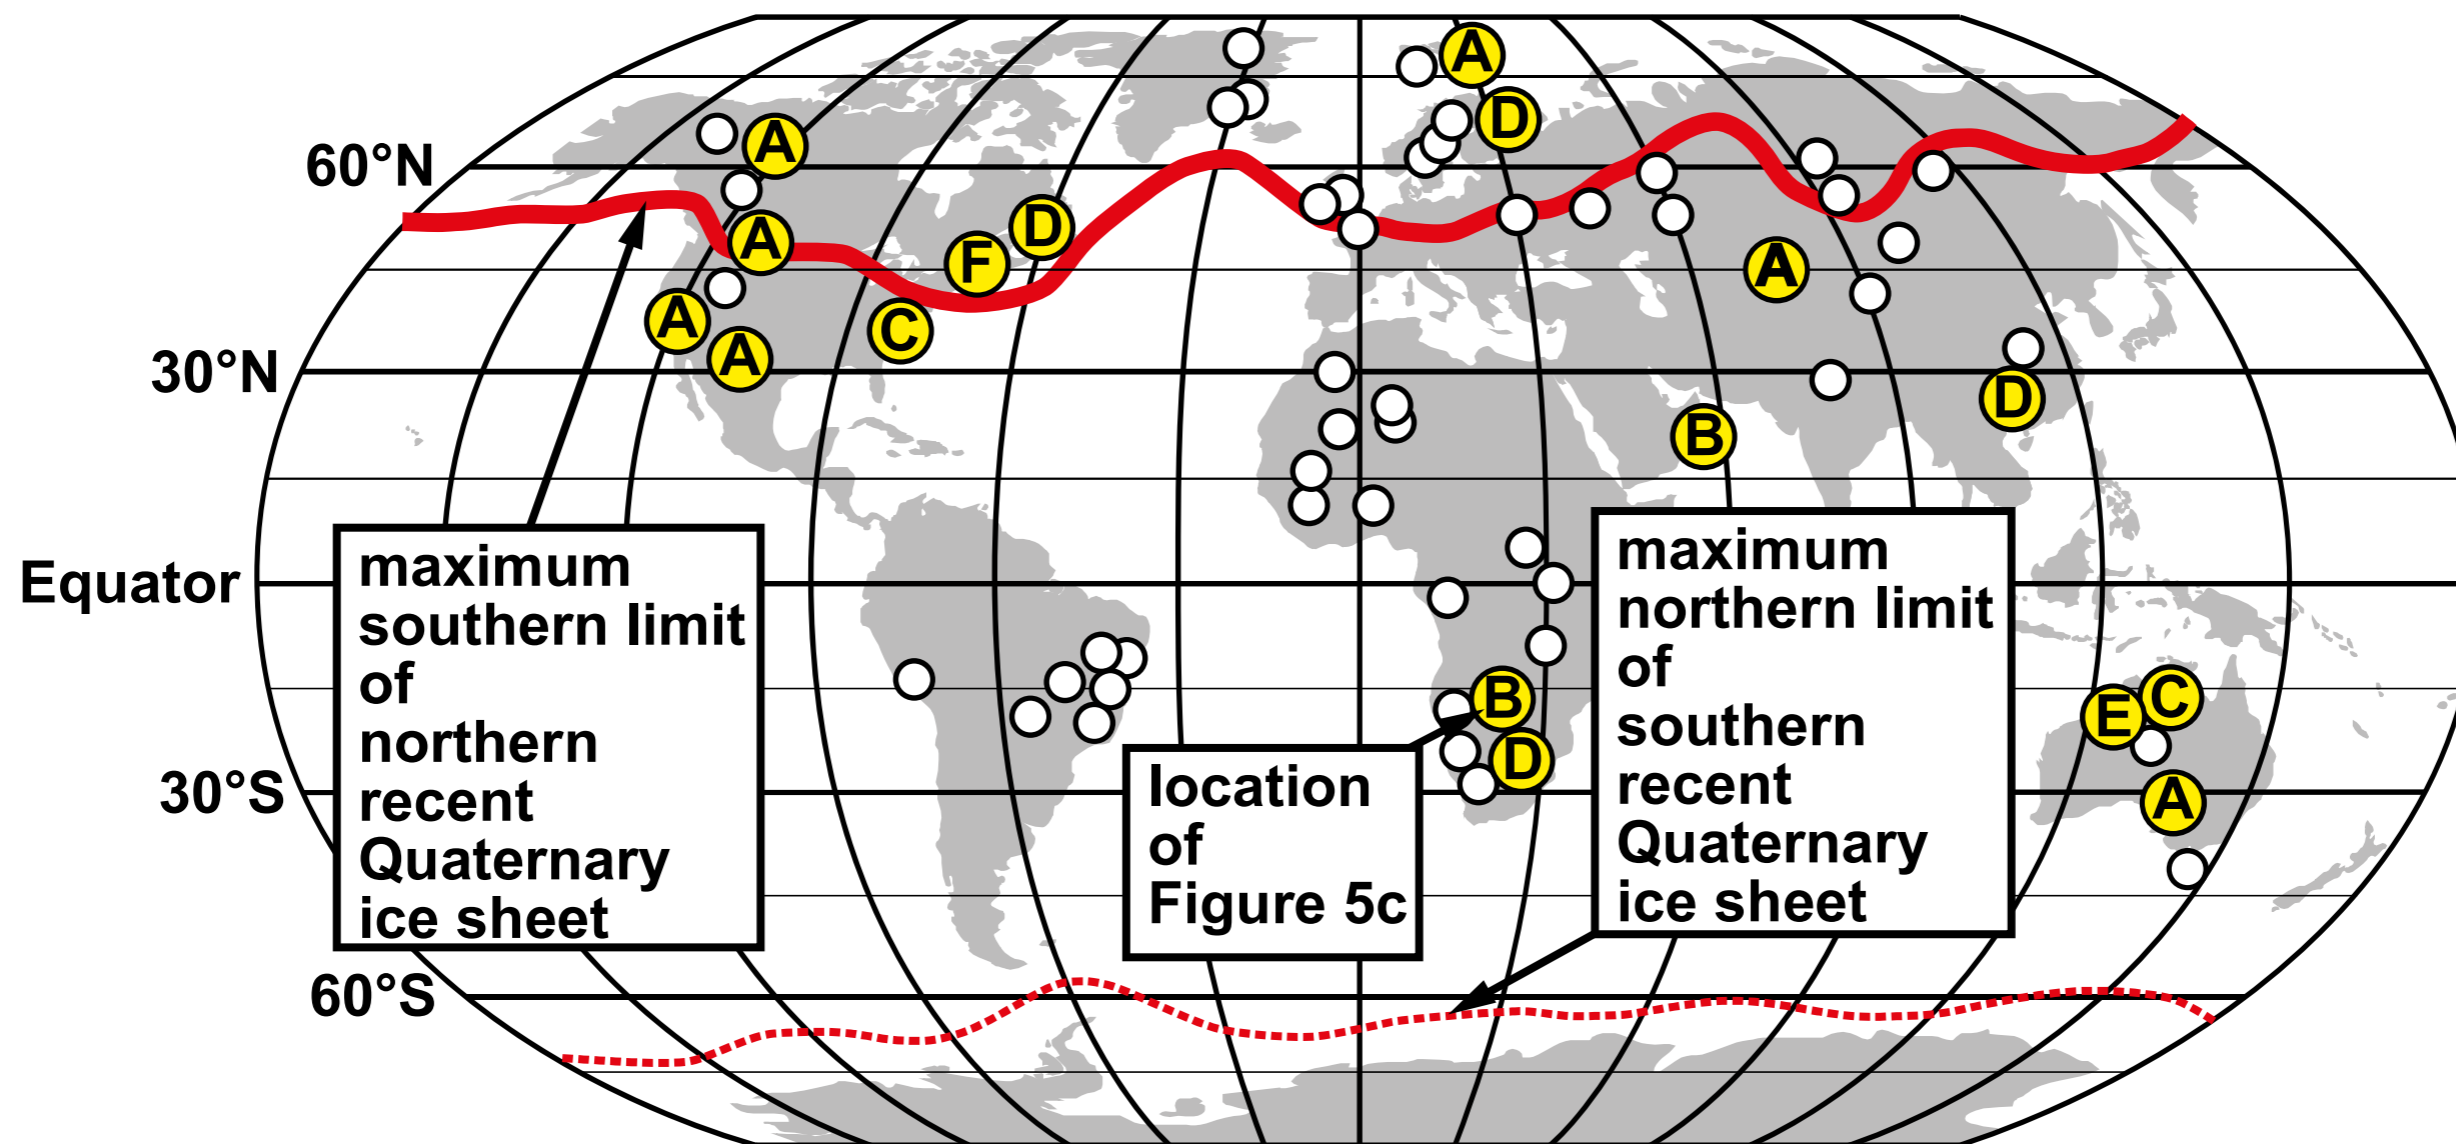 A
A
D
60°N
A
D
A
F
A
A
C
A
30°N
D
B
maximum
southern limit
of
northern
recent
Quaternary
ice sheet
maximum
northern limit
of
southern
recent
Quaternary
ice sheet
Equator
B
C
E
D
location
of
Figure 5c
30°S
A
60°S